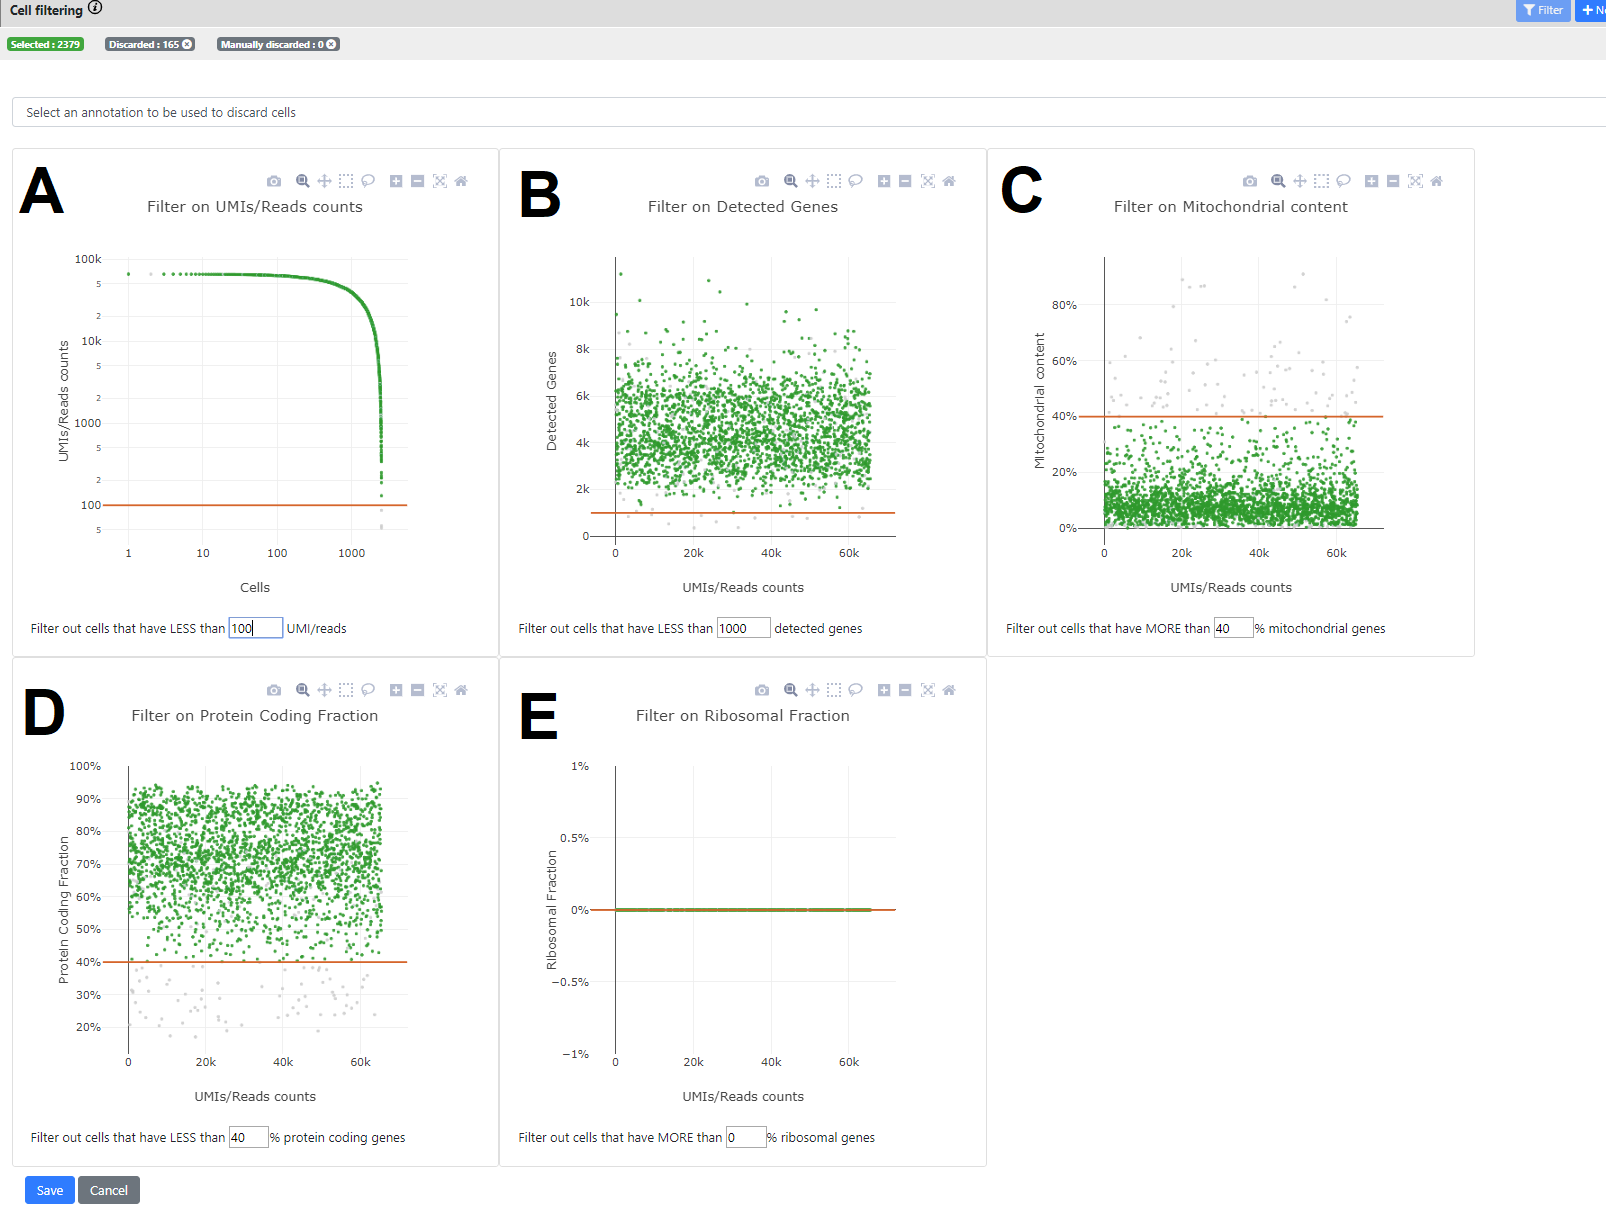 Cell filtering i
Filter
+ N
Selected : 2379
Discarded : 165
Manually discarded : 0
Select an annotation to be used to discard cells
A
Filter on UMIs/Reads counts
100k
5
2
10k
5
2
1000
5
2
100
5
UMIs/Reads counts
1 10 100 1000
Cells
Filter out cells that have LESS than 100 UMI/reads
B
Filter on Detected Genes
10k
8k
6k
4k
2k
0
Detected Genes
0 20k 40k 60k
UMIs/Reads counts
Filter out cells that have LESS than 1000 detected genes
C
Filter on Mitochondrial content
80%
60%
40%
20%
0%
Mitochondrial content
0 20k 40k 60k
UMIs/Reads counts
Filter out cells that have MORE than 40 % mitochondrial genes
D
Filter on Protein Coding Fraction
100%
90%
80%
70%
60%
50%
40%
30%
20%
Protein Coding Fraction
0 20k 40k 60k
UMIs/Reads counts
Filter out cells that have LESS than 40 % protein coding genes
E
Filter on Ribosomal Fraction
1%
0.5%
0%
−0.5%
−1%
Ribosomal Fraction
0 20k 40k 60k
UMIs/Reads counts
Filter out cells that have MORE than 0 % ribosomal genes
Save
Cancel